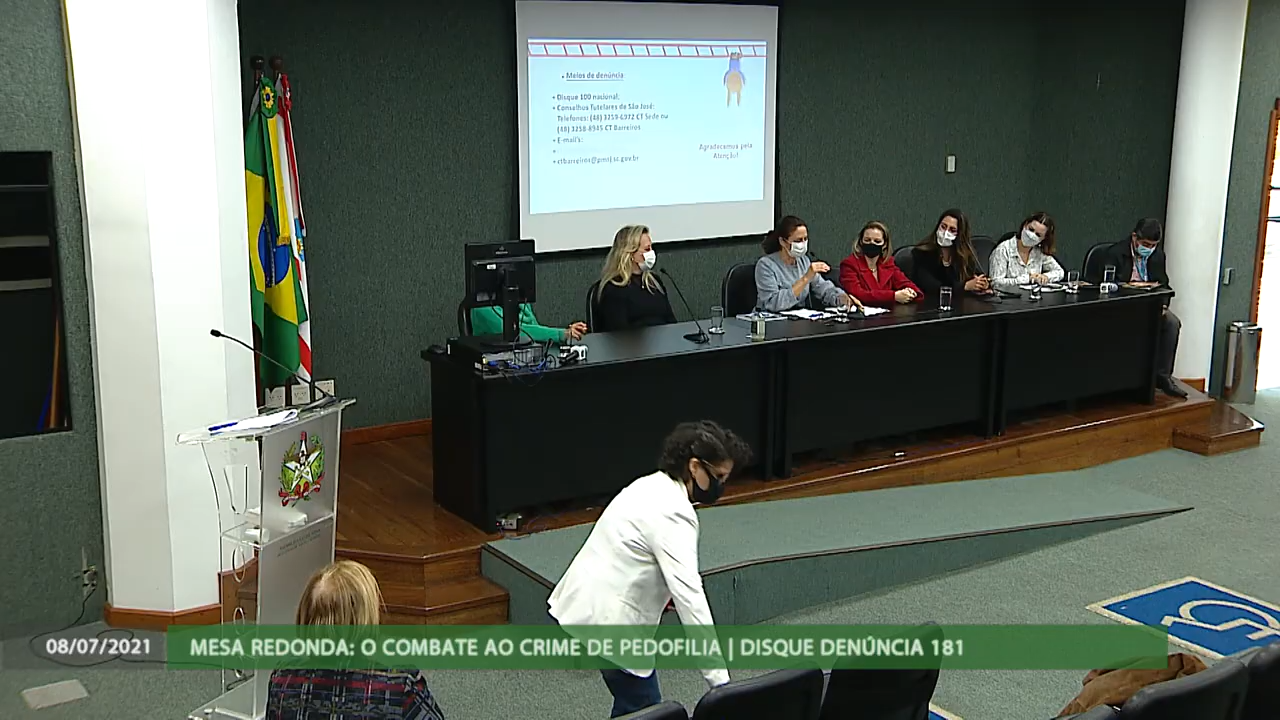 • Meios de denúncia:
• Disque 100 nacional;
• Conselhos Tutelares de São José:
Telefones: (48) 3259-6972 CT Sede ou
(48) 3258-8945 CT Barreiros
• E-mail's:
•
• ctbarreiros@pmsj.sc.gov.br
Agradecemos pela
Atenção!
08/07/2021
MESA REDONDA: O COMBATE AO CRIME DE PEDOFILIA | DISQUE DENÚNCIA 181